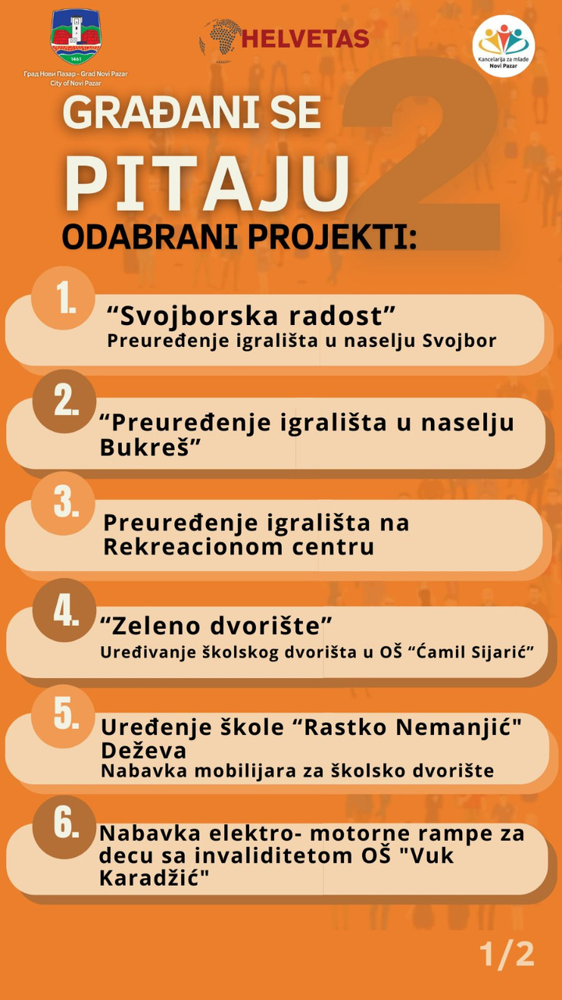 1461
Град Нови Пазар - Grad Novi Pazar
City of Novi Pazar
HELVETAS
Kancelarija za mlade
Novi Pazar
2
GRAĐANI SE
PITAJU
ODABRANI PROJEKTI:
1.
“Svojborska radost”
Preuređenje igrališta u naselju Svojbor
2.
“Preuređenje igrališta u naselju
Bukreš”
3.
Preuređenje igrališta na
Rekreacionom centru
4.
“Zeleno dvorište”
Uređivanje školskog dvorišta u OŠ “Ćamil Sijarić”
5.
Uređenje škole “Rastko Nemanjić"
Deževa
Nabavka mobilijara za školsko dvorište
6.
Nabavka elektro- motorne rampe za
decu sa invaliditetom OŠ "Vuk
Karadžić"
1/2